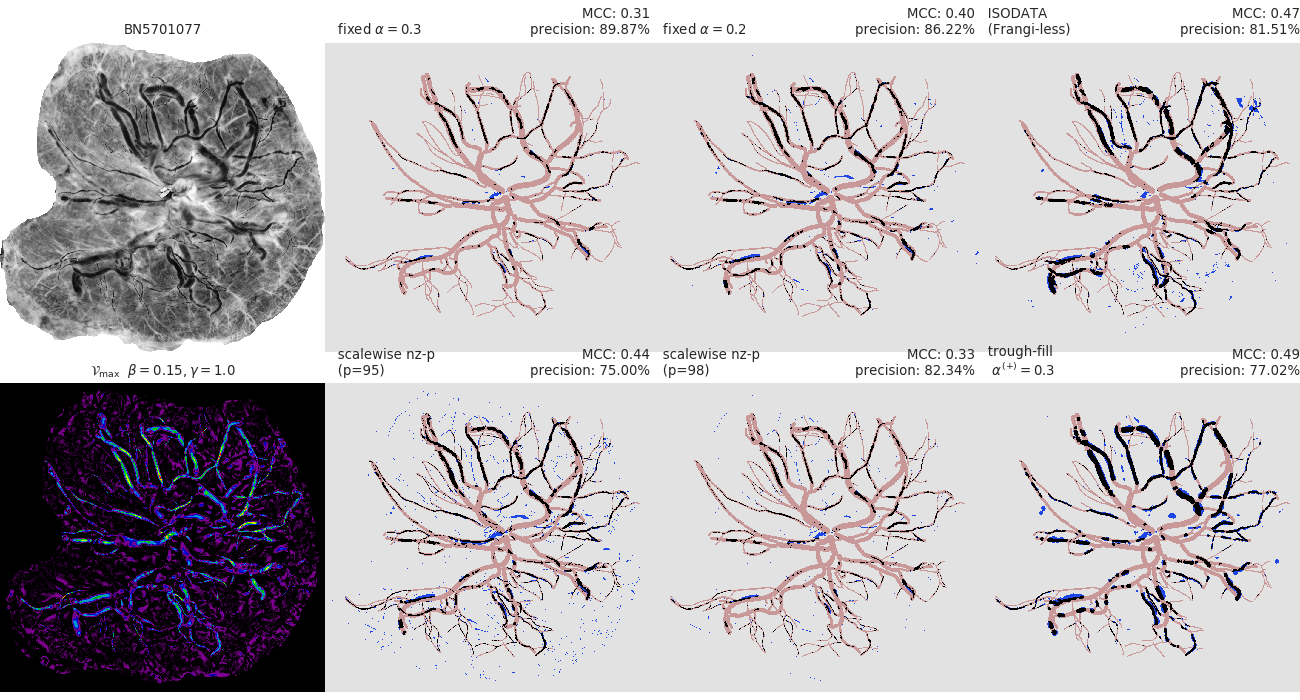 BN5701077
fixed α = 0.3
MCC: 0.31
precision: 89.87%
fixed α = 0.2
MCC: 0.40
precision: 86.22%
ISODATA
(Frangi-less)
MCC: 0.47
precision: 81.51%
𝒱max β = 0.15, γ = 1.0
scalewise nz-p
(p=95)
MCC: 0.44
precision: 75.00%
scalewise nz-p
(p=98)
MCC: 0.33
precision: 82.34%
trough-fill
α(+) = 0.3
MCC: 0.49
precision: 77.02%